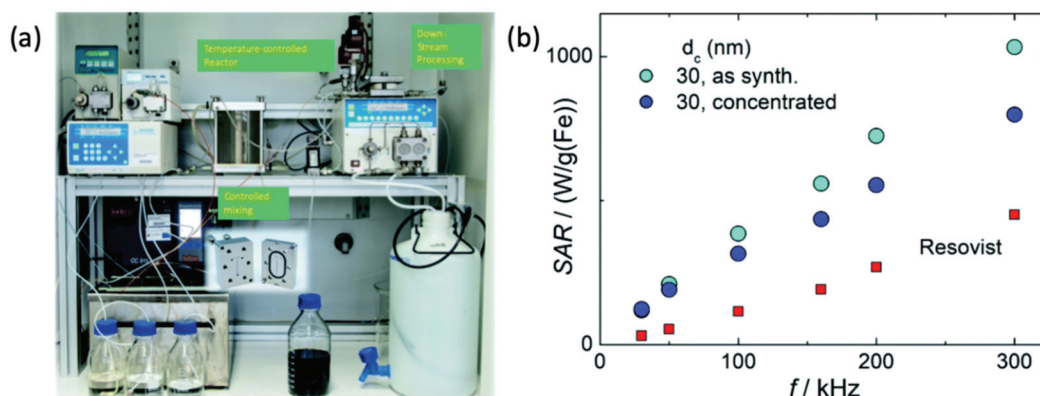 (a)
Temperature-controlled
Reactor
Down-
Stream
Processing
Controlled
mixing
(b)
1000
0
SAR / (W/g(Fe))
d_c (nm)
30, as synth.
30, concentrated
Resovist
0
100
200
300
f / kHz